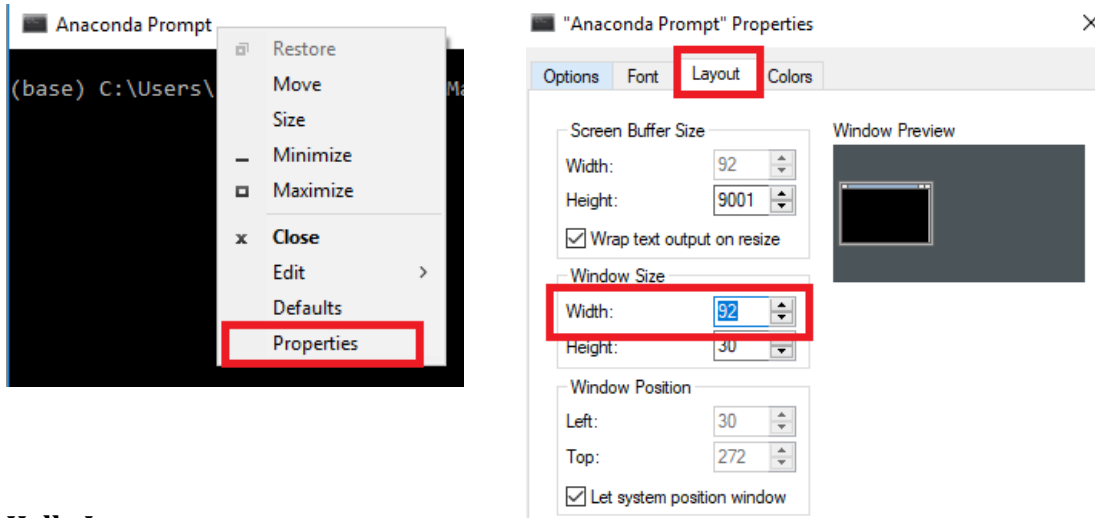 Anaconda Prompt
Restore
(base) C:\Users\
Move
Size
Minimize
Maximize
x Close
Edit >
Defaults
Properties
"Anaconda Prompt" Properties
Options Font Layout Colors
Screen Buffer Size
Width: 92
Height: 9001
Wrap text output on resize
Window Size
Width: 92
Height: 30
Window Position
Left: 30
Top: 272
Let system position window
Window Preview